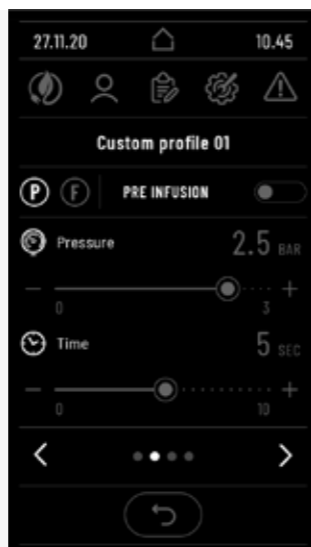 27.11.20 10.45
Custom profile 01
P F PRE INFUSION
Pressure 2.5 BAR
− +
0 3
Time 5 SEC
− +
0 10